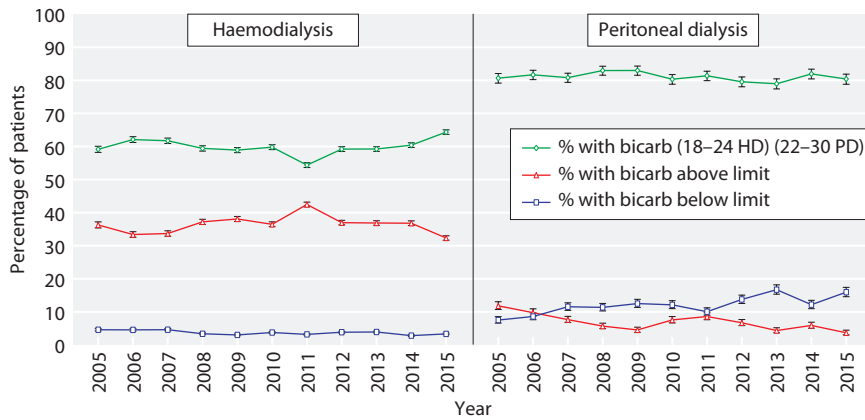 Haemodialysis
Peritoneal dialysis
100
90
80
70
60
50
40
30
20
10
0
Percentage of patients
% with bicarb (18–24 HD) (22–30 PD)
% with bicarb above limit
% with bicarb below limit
2005 2006 2007 2008 2009 2010 2011 2012 2013 2014 2015
2005 2006 2007 2008 2009 2010 2011 2012 2013 2014 2015
Year